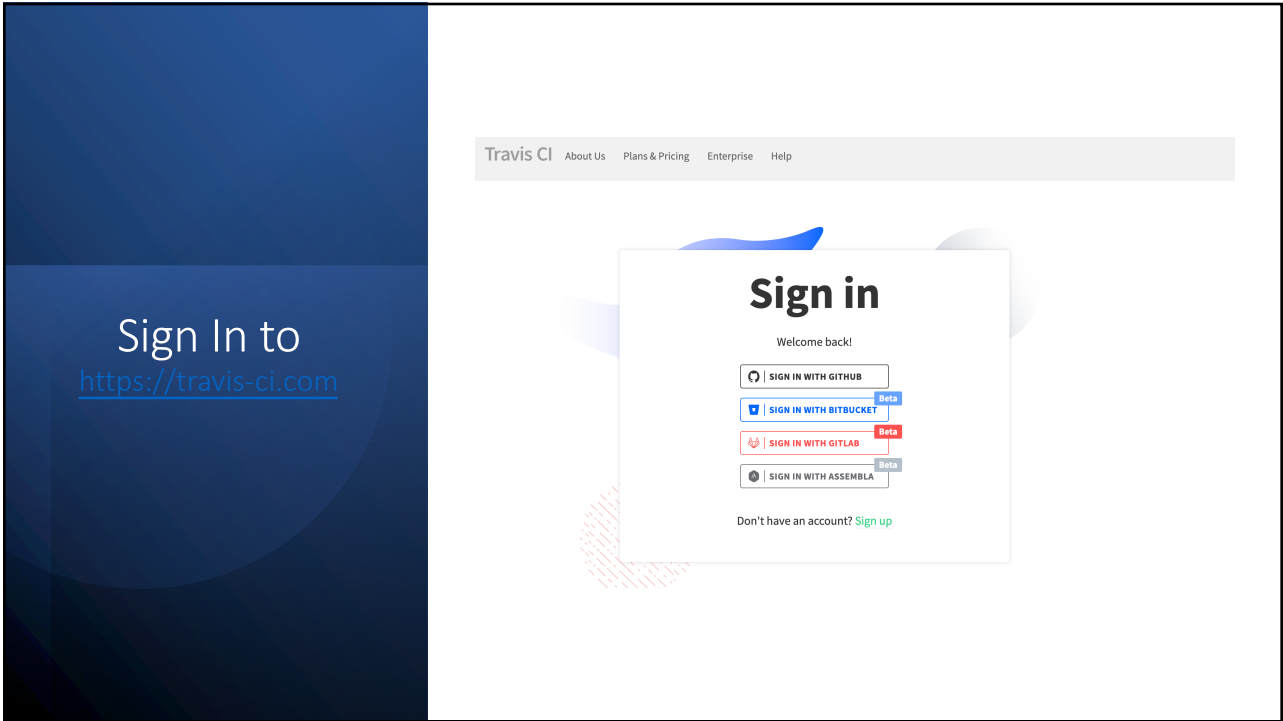 Sign In to
https://travis-ci.com
Travis CI About Us Plans & Pricing Enterprise Help
Sign in
Welcome back!
SIGN IN WITH GITHUB
Beta
SIGN IN WITH BITBUCKET
Beta
SIGN IN WITH GITLAB
Beta
SIGN IN WITH ASSEMBLA
Don't have an account? Sign up